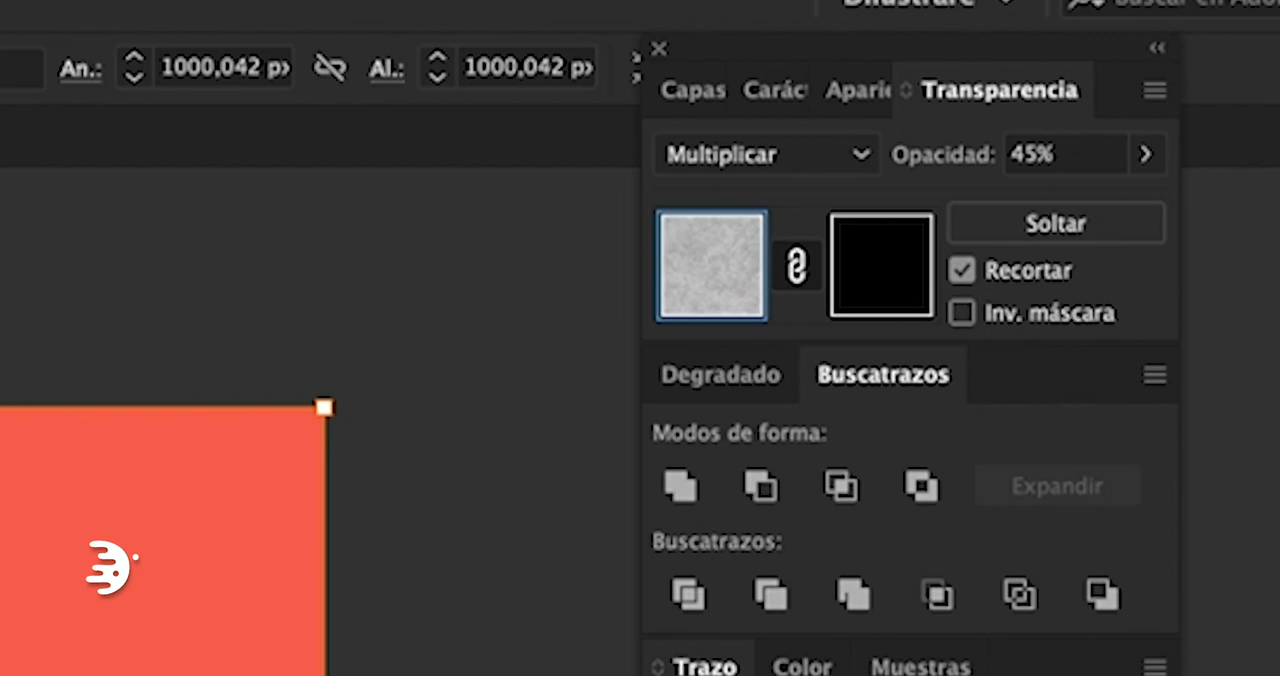 An.: 1000,042 px Al.: 1000,042 px
Capas Carác Aparie Transparencia
Multiplicar Opacidad: 45%
Soltar
Recortar
Inv. máscara
Degradado Buscatrazos
Modos de forma:
Expandir
Buscatrazos:
Trazo Color Muestras